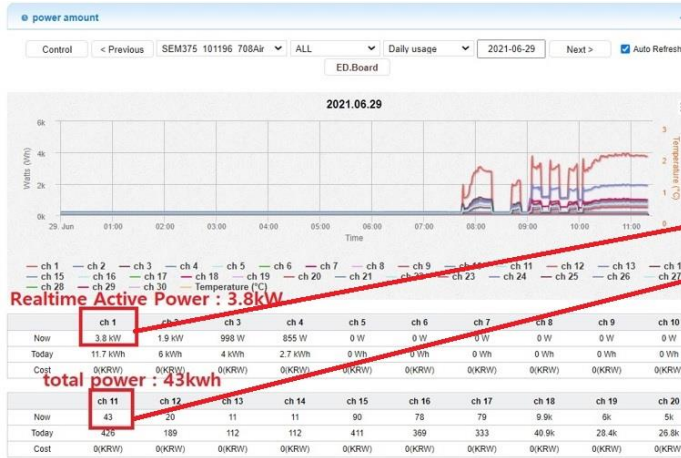 power amount
Control < Previous SEM375 101196 708Air ALL Daily usage 2021-06-29 Next > Auto Refresh
ED.Board
2021.06.29
6k
4k
2k
0k
Watts (Wh)
3
2
1
0
Temperature (°C)
29. Jun 01:00 02:00 03:00 04:00 05:00 06:00 07:00 08:00 09:00 10:00 11:00
Time
ch 1 ch 2 ch 3 ch 4 ch 5 ch 6 ch 7 ch 8 ch 9 ch 11 ch 12 ch 13
ch 15 ch 16 ch 17 ch 18 ch 19 ch 20 ch 21 ch 23 ch 24 ch 25 ch 26 ch 27
ch 28 ch 29 ch 30 Temperature (°C)
Realtime Active Power : 3.8kW
ch 1 ch 2 ch 3 ch 4 ch 5 ch 6 ch 7 ch 8 ch 9 ch 10
Now 3.8 kW 1.9 kW 998 W 855 W 0 W 0 W 0 W 0 W 0 W 0 W
Today 11.7 kWh 6 kWh 4 kWh 2.7 kWh 0 Wh 0 Wh 0 Wh 0 Wh 0 Wh 0 Wh
Cost 0(KRW) 0(KRW) 0(KRW) 0(KRW) 0(KRW) 0(KRW) 0(KRW) 0(KRW) 0(KRW) 0(KRW)
total power : 43kwh
ch 11 ch 12 ch 13 ch 14 ch 15 ch 16 ch 17 ch 18 ch 19 ch 20
Now 43 20 11 11 90 78 79 9.9k 6k 5k
Today 426 189 112 112 411 369 333 40.9k 28.4k 26.8k
Cost 0(KRW) 0(KRW) 0(KRW) 0(KRW) 0(KRW) 0(KRW) 0(KRW) 0(KRW) 0(KRW) 0(KRW)